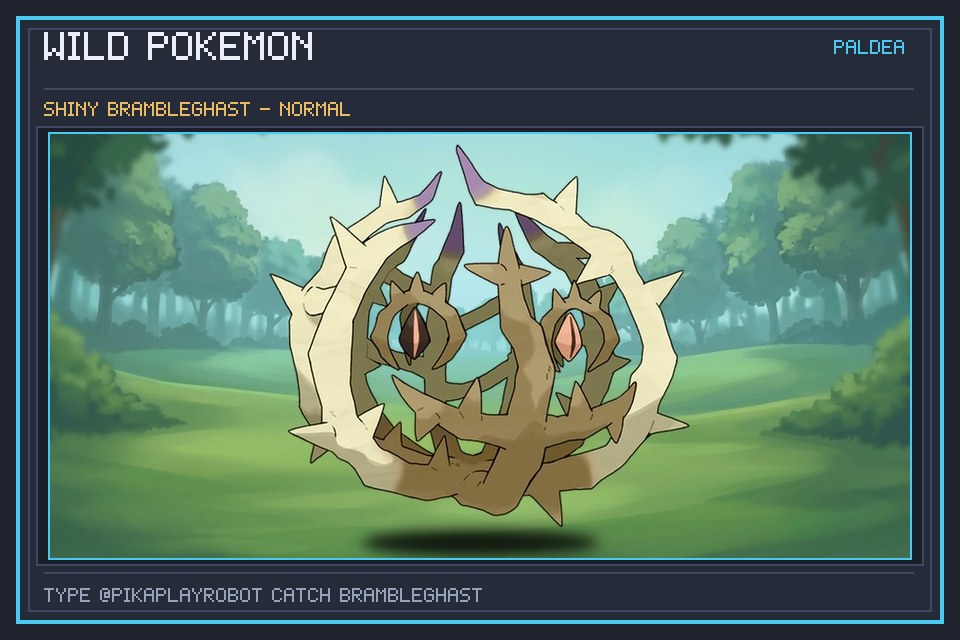 WILD POKEMON
PALDEA
SHINY BRAMBLEGHAST - NORMAL
TYPE @PIKAPLAYROBOT CATCH BRAMBLEGHAST